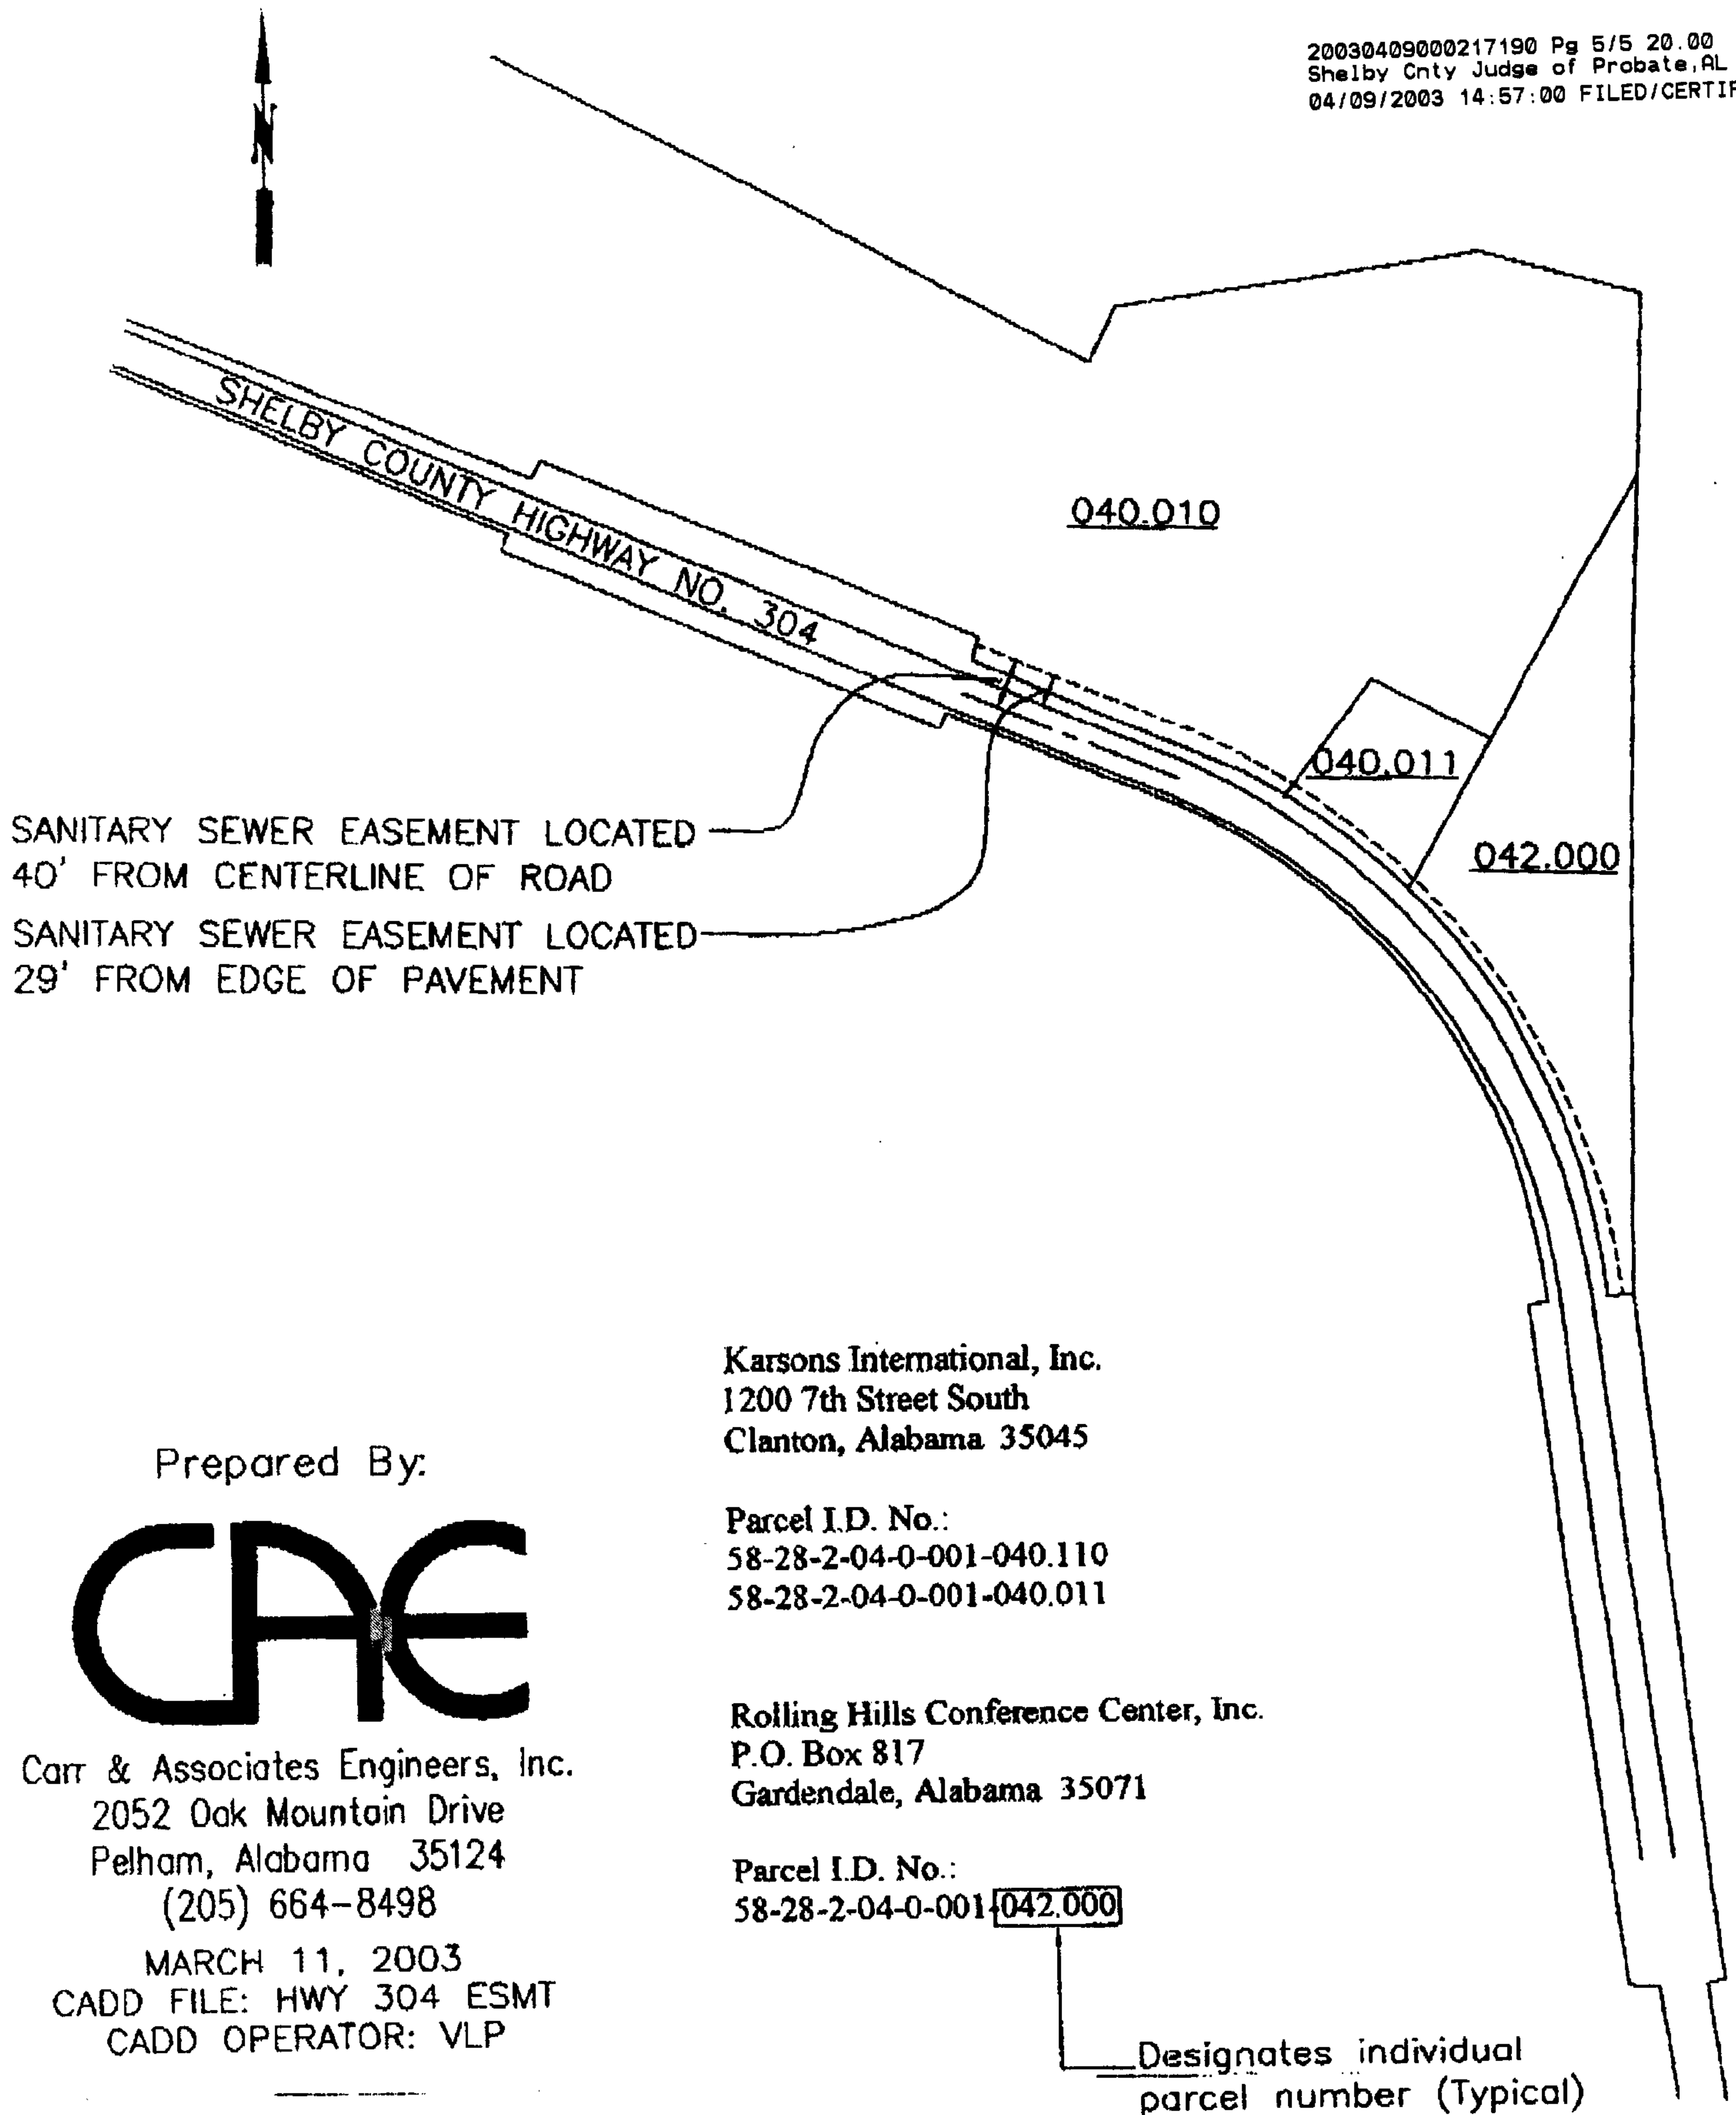 20030409000217190 Pg 5/5 20.00
Shelby Cnty Judge of Probate,AL
04/09/2003 14:57:00 FILED/CERTIF
N
SHELBY COUNTY HIGHWAY NO. 304
040.010
040.011
042.000
SANITARY SEWER EASEMENT LOCATED
40' FROM CENTERLINE OF ROAD
SANITARY SEWER EASEMENT LOCATED
29' FROM EDGE OF PAVEMENT
Karsons International, Inc.
1200 7th Street South
Clanton, Alabama 35045
Parcel I.D. No.:
58-28-2-04-0-001-040.110
58-28-2-04-0-001-040.011
Rolling Hills Conference Center, Inc.
P.O. Box 817
Gardendale, Alabama 35071
Parcel I.D. No.:
58-28-2-04-0-001-042.000
Designates individual
parcel number (Typical)
Prepared By:
CAE
Carr & Associates Engineers, Inc.
2052 Oak Mountain Drive
Pelham, Alabama 35124
(205) 664-8498
MARCH 11, 2003
CADD FILE: HWY 304 ESMT
CADD OPERATOR: VLP